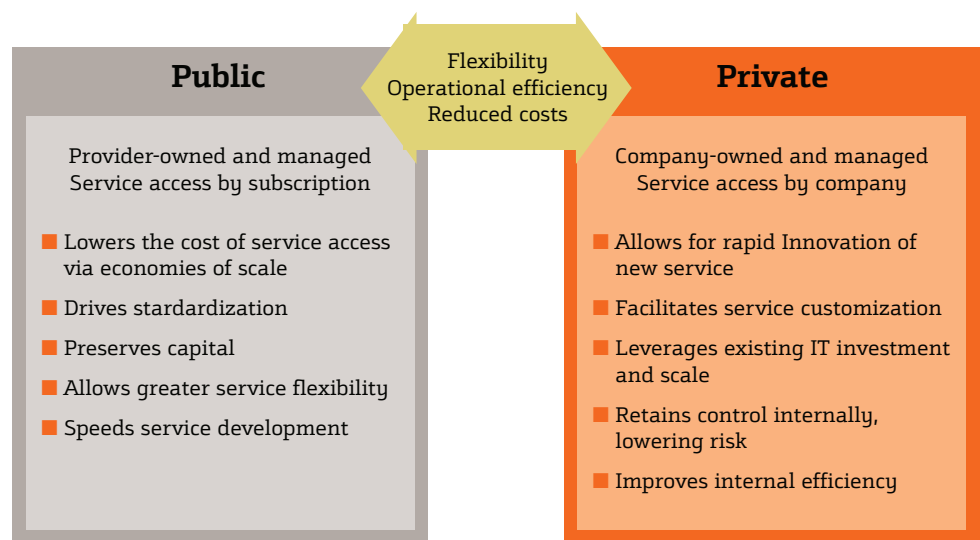 Public
Flexibility
Operational efficiency
Reduced costs
Private
Provider-owned and managed
Service access by subscription
Lowers the cost of service access
via economies of scale
Drives stardardization
Preserves capital
Allows greater service flexibility
Speeds service development
Company-owned and managed
Service access by company
Allows for rapid Innovation of
new service
Facilitates service customization
Leverages existing IT investment
and scale
Retains control internally,
lowering risk
Improves internal efficiency